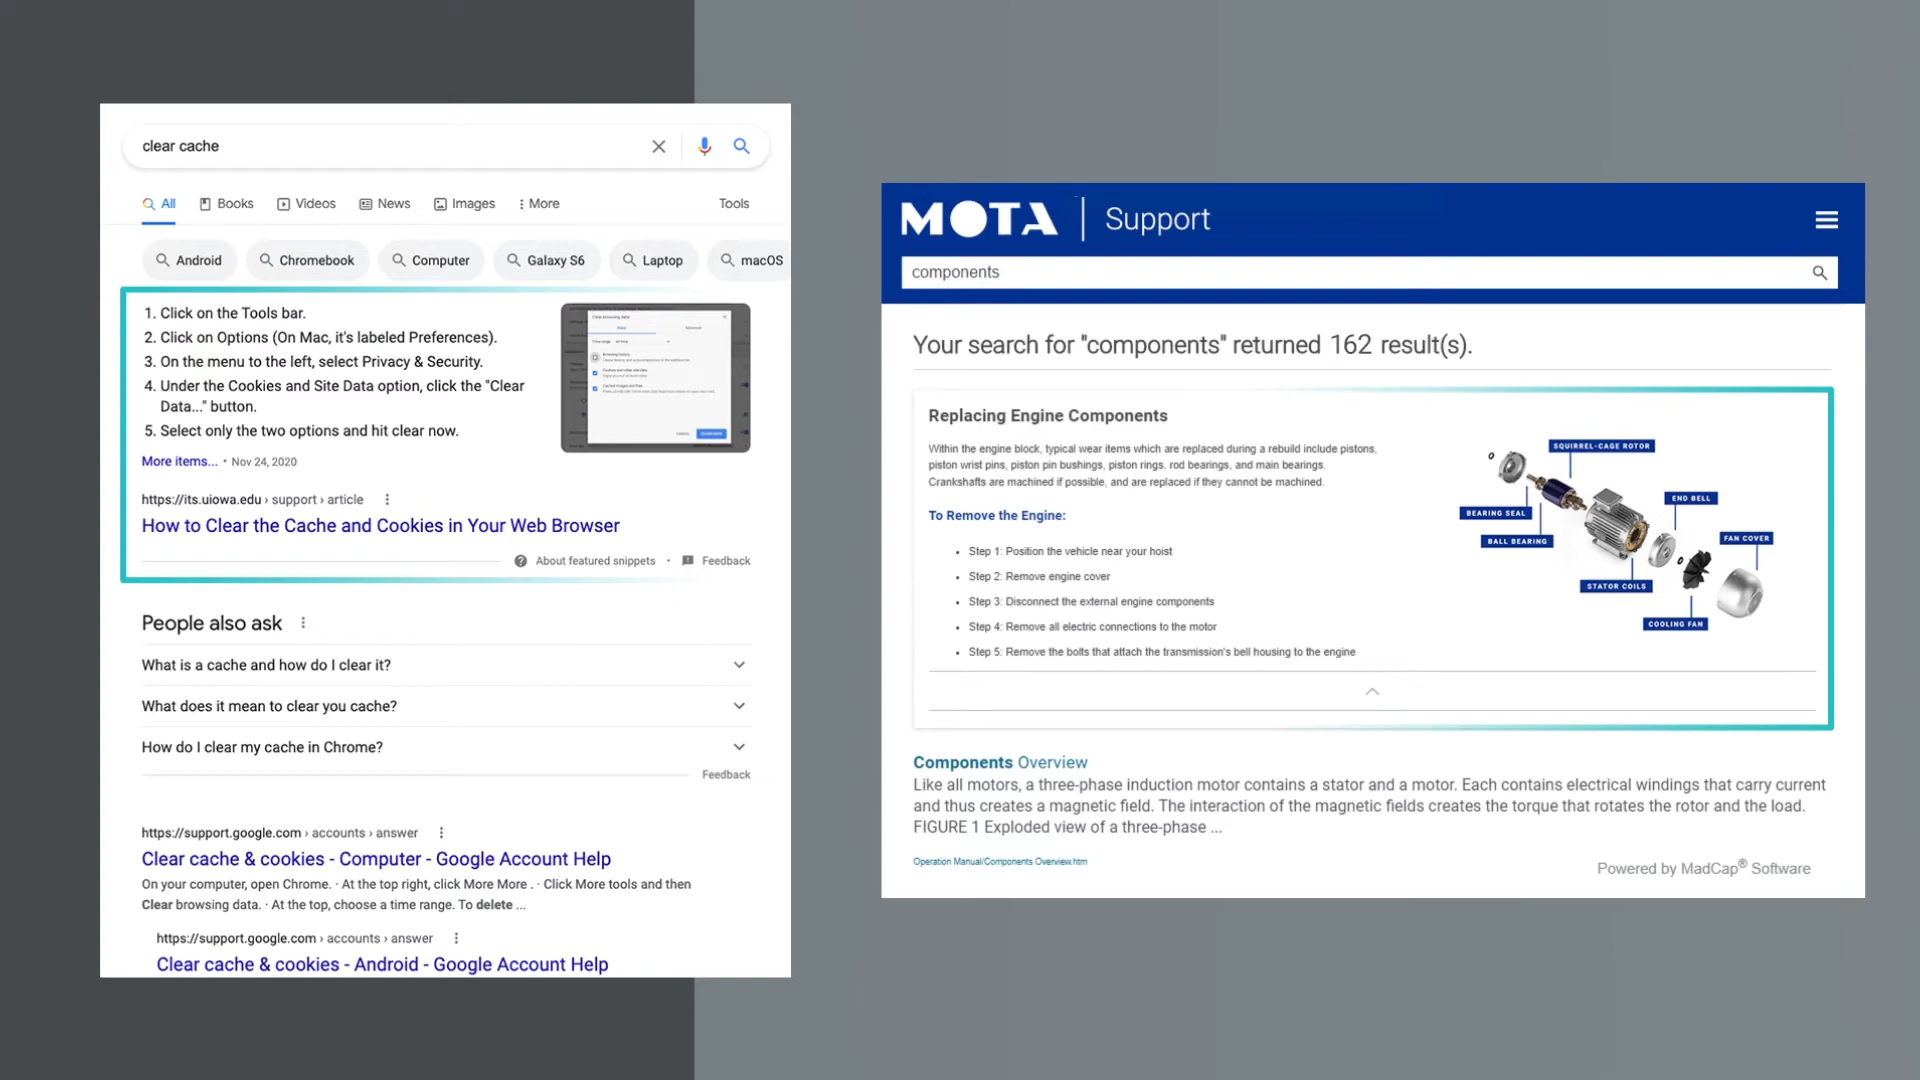 clear cache
All
Books
Videos
News
Images
More
Tools
Android
Chromebook
Computer
Galaxy S6
Laptop
macOS
1. Click on the Tools bar.
2. Click on Options (On Mac, it's labeled Preferences).
3. On the menu to the left, select Privacy & Security.
4. Under the Cookies and Site Data option, click the "Clear
Data..." button.
5. Select only the two options and hit clear now.
More items... • Nov 24, 2020
https://its.uiowa.edu › support › article
How to Clear the Cache and Cookies in Your Web Browser
About featured snippets • Feedback
People also ask
What is a cache and how do I clear it?
What does it mean to clear you cache?
How do I clear my cache in Chrome?
Feedback
https://support.google.com › accounts › answer
Clear cache & cookies - Computer - Google Account Help
On your computer, open Chrome. · At the top right, click More More . · Click More tools and then
Clear browsing data. · At the top, choose a time range. To delete ...
https://support.google.com › accounts › answer
Clear cache & cookies - Android - Google Account Help
MOTA | Support
components
Your search for "components" returned 162 result(s).
Replacing Engine Components
Within the engine block, typical wear items which are replaced during a rebuild include pistons,
piston wrist pins, piston pin bushings, piston rings, rod bearings, and main bearings.
Crankshafts are machined if possible, and are replaced if they cannot be machined.
To Remove the Engine:
• Step 1: Position the vehicle near your hoist
• Step 2: Remove engine cover
• Step 3: Disconnect the external engine components
• Step 4: Remove all electric connections to the motor
• Step 5: Remove the bolts that attach the transmission's bell housing to the engine
SQUIRREL-CAGE ROTOR
END BELL
BEARING SEAL
FAN COVER
BALL BEARING
STATOR COILS
COOLING FAN
Components Overview
Like all motors, a three-phase induction motor contains a stator and a motor. Each contains electrical windings that carry current
and thus creates a magnetic field. The interaction of the magnetic fields creates the torque that rotates the rotor and the load.
FIGURE 1 Exploded view of a three-phase ...
Operation Manual/Components Overview.htm
Powered by MadCap® Software